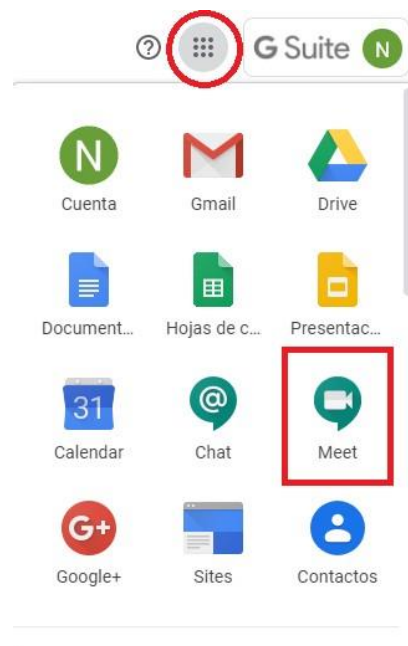 G Suite N
N
Cuenta Gmail Drive
Document... Hojas de c... Presentac...
31 @
Calendar Chat Meet
G+
Google+ Sites Contactos